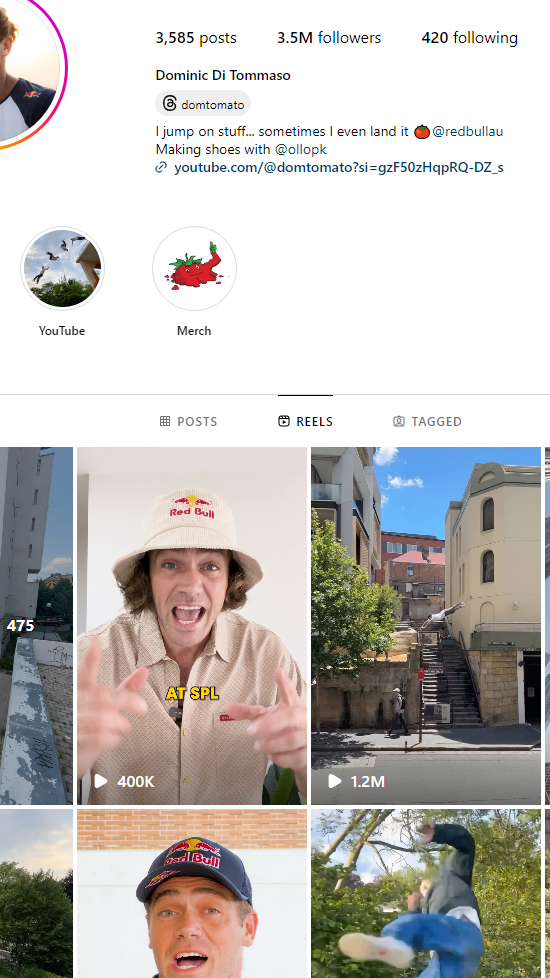 3,585 posts 3.5M followers 420 following
Dominic Di Tommaso
domtomato
I jump on stuff... sometimes I even land it 🍅 @redbullau
Making shoes with @ollopk
youtube.com/@domtomato?si=gzF50zHqpRQ-DZ_s
YouTube
Merch
POSTS REELS TAGGED
Red Bull
475
AT SPL
400K
1.2M
Red Bull